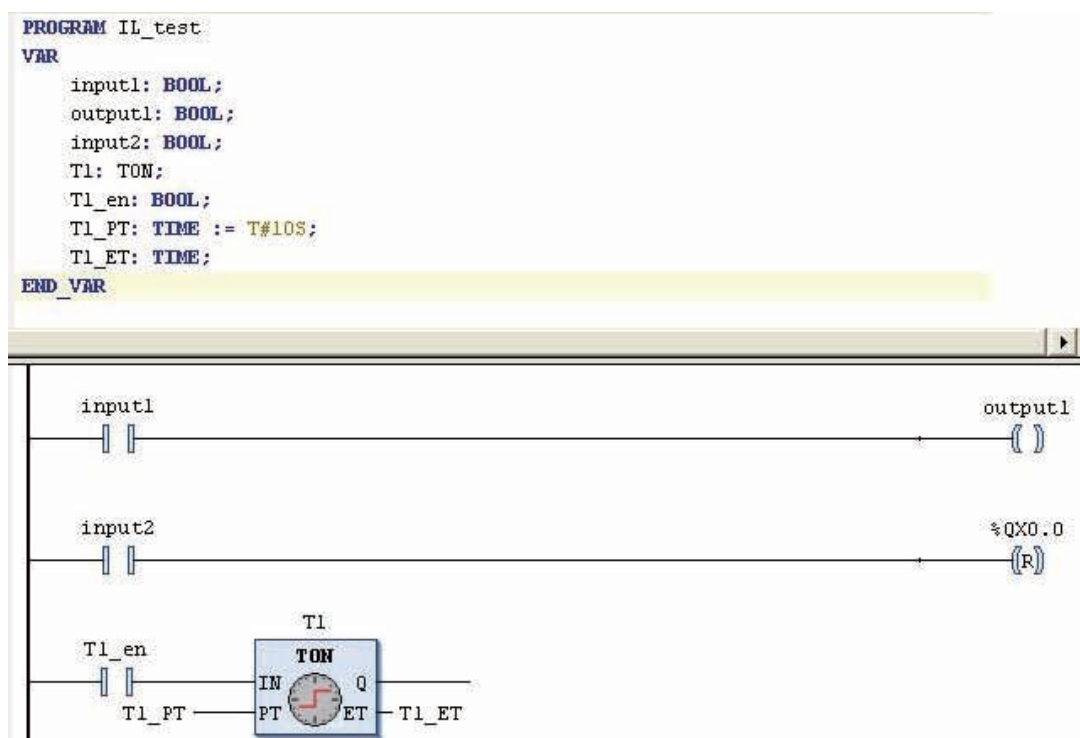 PROGRAM IL_test
VAR
input1: BOOL;
output1: BOOL;
input2: BOOL;
T1: TON;
T1_en: BOOL;
T1_PT: TIME := T#10S;
T1_ET: TIME;
END_VAR
input1 output1
input2 %QX0.0
R
T1
T1_en TON
IN Q
T1_PT PT ET T1_ET